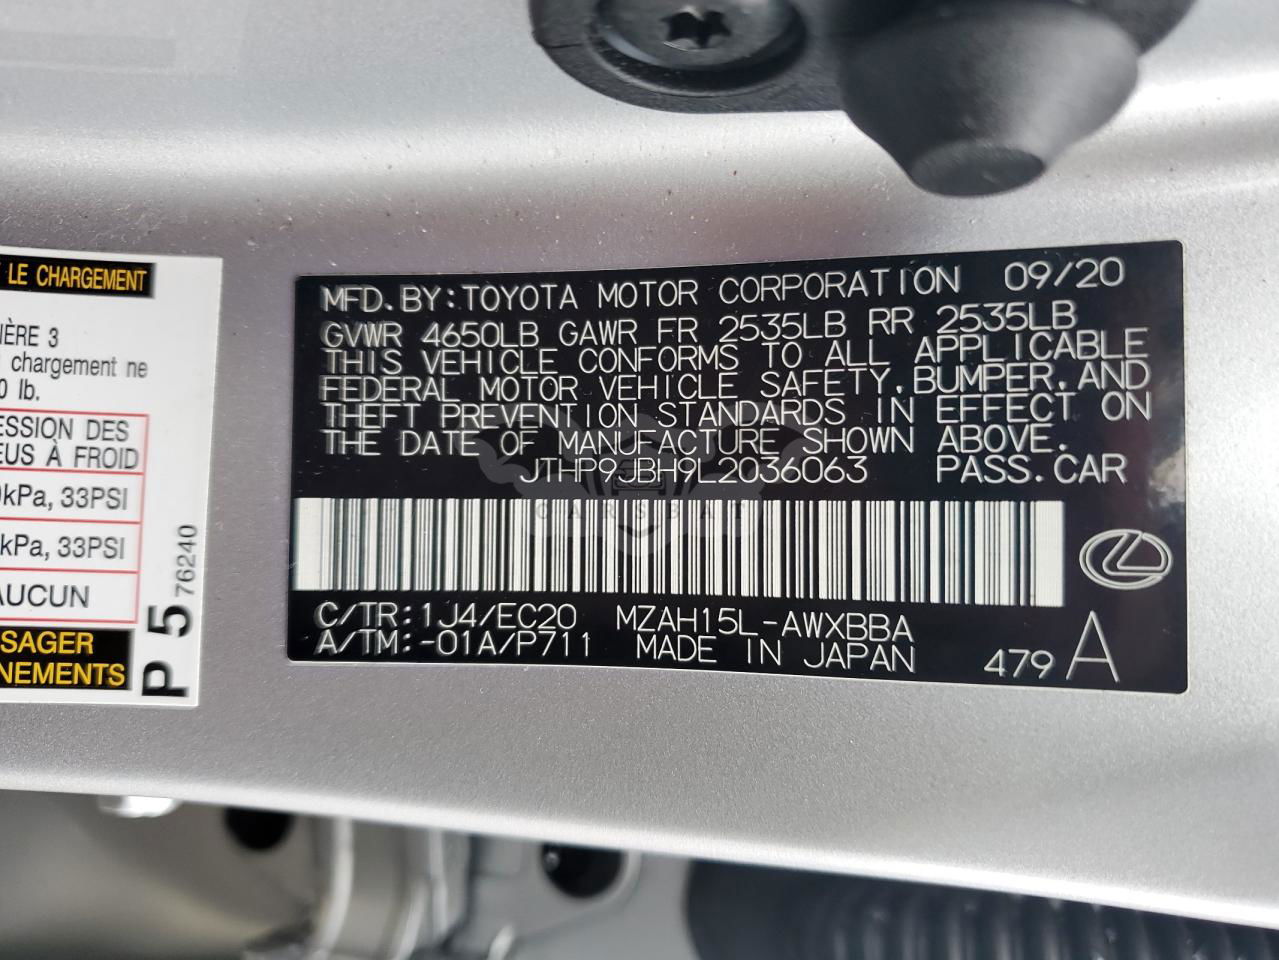 LE CHARGEMENT
IÈRE 3
chargement ne
0 lb.
ESSION DES
EUS À FROID
kPa, 33PSI
kPa, 33PSI
AUCUN
SAGER
NEMENTS
P 5 76240
MFD.BY:TOYOTA MOTOR CORPORATION 09/20
GVWR 4650LB GAWR FR 2535LB RR 2535LB
THIS VEHICLE CONFORMS TO ALL APPLICABLE
FEDERAL MOTOR VEHICLE SAFETY,BUMPER,AND
THEFT PREVENTION STANDARDS IN EFFECT ON
THE DATE OF MANUFACTURE SHOWN ABOVE.
JTHP9JBH9L2036063 PASS.CAR
CARSBAT
C/TR:1J4/EC20 MZAH15L-AWXBBA
A/TM:-01A/P711 MADE IN JAPAN 479 A